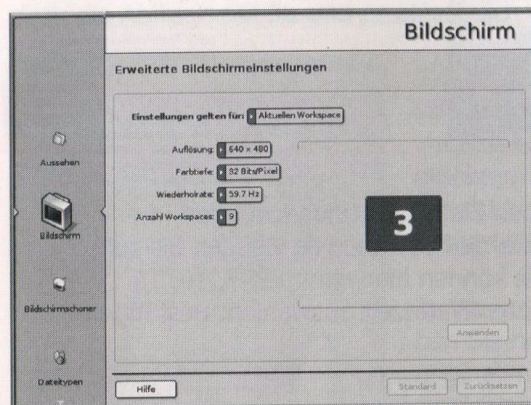 Bildschirm
Erweiterte Bildschirmeinstellungen
Einstellungen gelten für: Aktuellen Workspace
Auflösung: 640 × 480
Farbtiefe: 32 Bits/Pixel
Wiederholrate: 59.7 Hz
Anzahl Workspaces: 9
3
Anwenden
Aussehen
Bildschirm
Bildschirmschoner
Dateitypen
Hilfe
Standard
Zurücksetzen